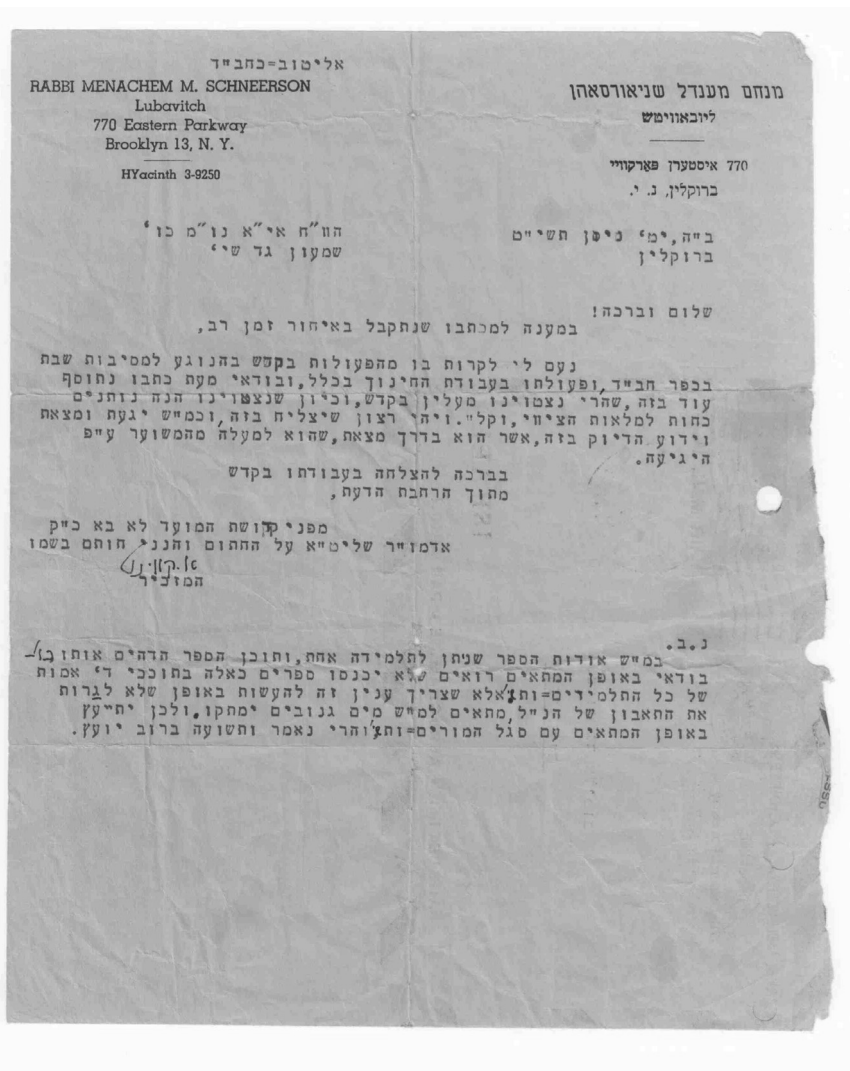 אליטוב=כחב"ד
RABBI MENACHEM M. SCHNEERSON
Lubavitch
770 Eastern Parkway
Brooklyn 13, N. Y.
HYacinth 3-9250
מנחם מענדל שניאורסאהן
ליובאוויטש
770 איסטערן פארקוויי
ברוקלין, נ. י.
ב"ה, ימ' ניסן תשי"ט
ברוקלין
הוו"ח אי"א נו"מ כו'
שמעון גד שי'
שלום וברכה!
במענה למכתבו שנתקבל באיחור זמן רב,
נעם לי לקרות בו מהפעולות בקדש בהנוגע למסיבות שבת
בכפר חב"ד, ופעולתו בעבודת החינוך בכלל, ובודאי מעת כתבו נתוסף
עוד בזה, שהרי נצטוינו מעלין בקדש, וכיון שנצטוינו הנה נותנים
כחות למלאות הציווי, וקל". ויהי רצון שיצליח בזה, וכמ"ש יגעת ומצאת
וידוע הדיוק בזה, אשר הוא בדרך מצאת, שהוא למעלה מהמשוער ע"פ
היגיעה.
בברכה להצלחה בעבודתו בקדש
מתוך הרחבת הדעת,
מפני קדושת המועד לא בא כ"ק
אדמו"ר שליט"א על החתום והנני חותם בשמו
המזכיר
נ.ב.
במ"ש אודות הספר שניתן לתלמידה אחת, ותוכן הספר הדהים אותו
בודאי באופן המתאים רואים שלא יכנסו ספרים כאלה בתוככי ד' אמות
של כל התלמידים=ות, אלא שצריך ענין זה להעשות באופן שלא לגרות
את התאבון של הנ"ל, מתאים למ"ש מים גנובים ימתקו, ולכן יתייעץ
באופן המתאים עם סגל המורים=ות, והרי נאמר ותשועה ברוב יועץ.